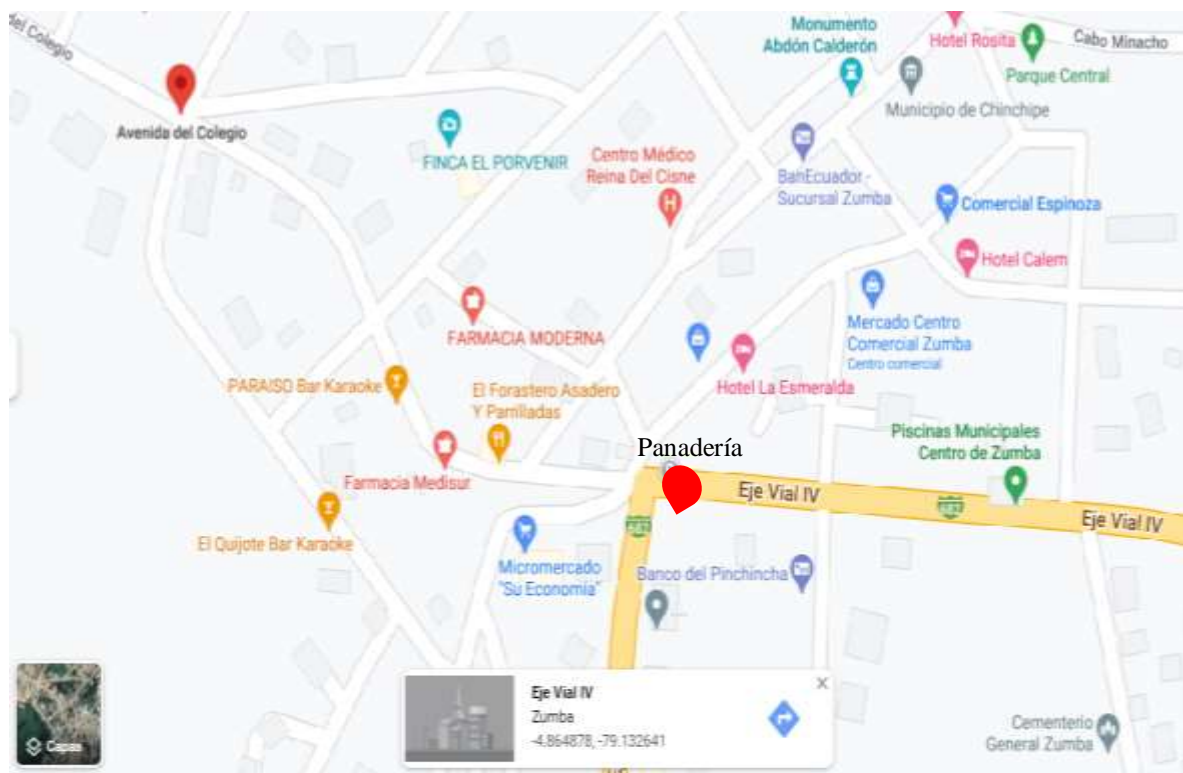 del Colegio
Monumento
Abdón Calderón
Hotel Rosita
Cabo Minacho
Parque Central
Municipio de Chinchipe
Avenida del Colegio
FINCA EL PORVENIR
Centro Médico
Reina Del Cisne
BanEcuador -
Sucursal Zumba
Comercial Espinoza
Hotel Calem
Mercado Centro
Comercial Zumba
Centro comercial
FARMACIA MODERNA
Hotel La Esmeralda
PARAISO Bar Karaoke
El Forastero Asadero
Y Parrilladas
Piscinas Municipales
Centro de Zumba
Panadería
Farmacia Medisur
Eje Vial IV
E682
Eje Vial IV
El Quijote Bar Karaoke
E682
Micromercado
"Su Economía"
Banco del Pinchincha
Eje Vial IV
Zumba
-4.864878, -79.132641
Cementerio
General Zumba
Capas